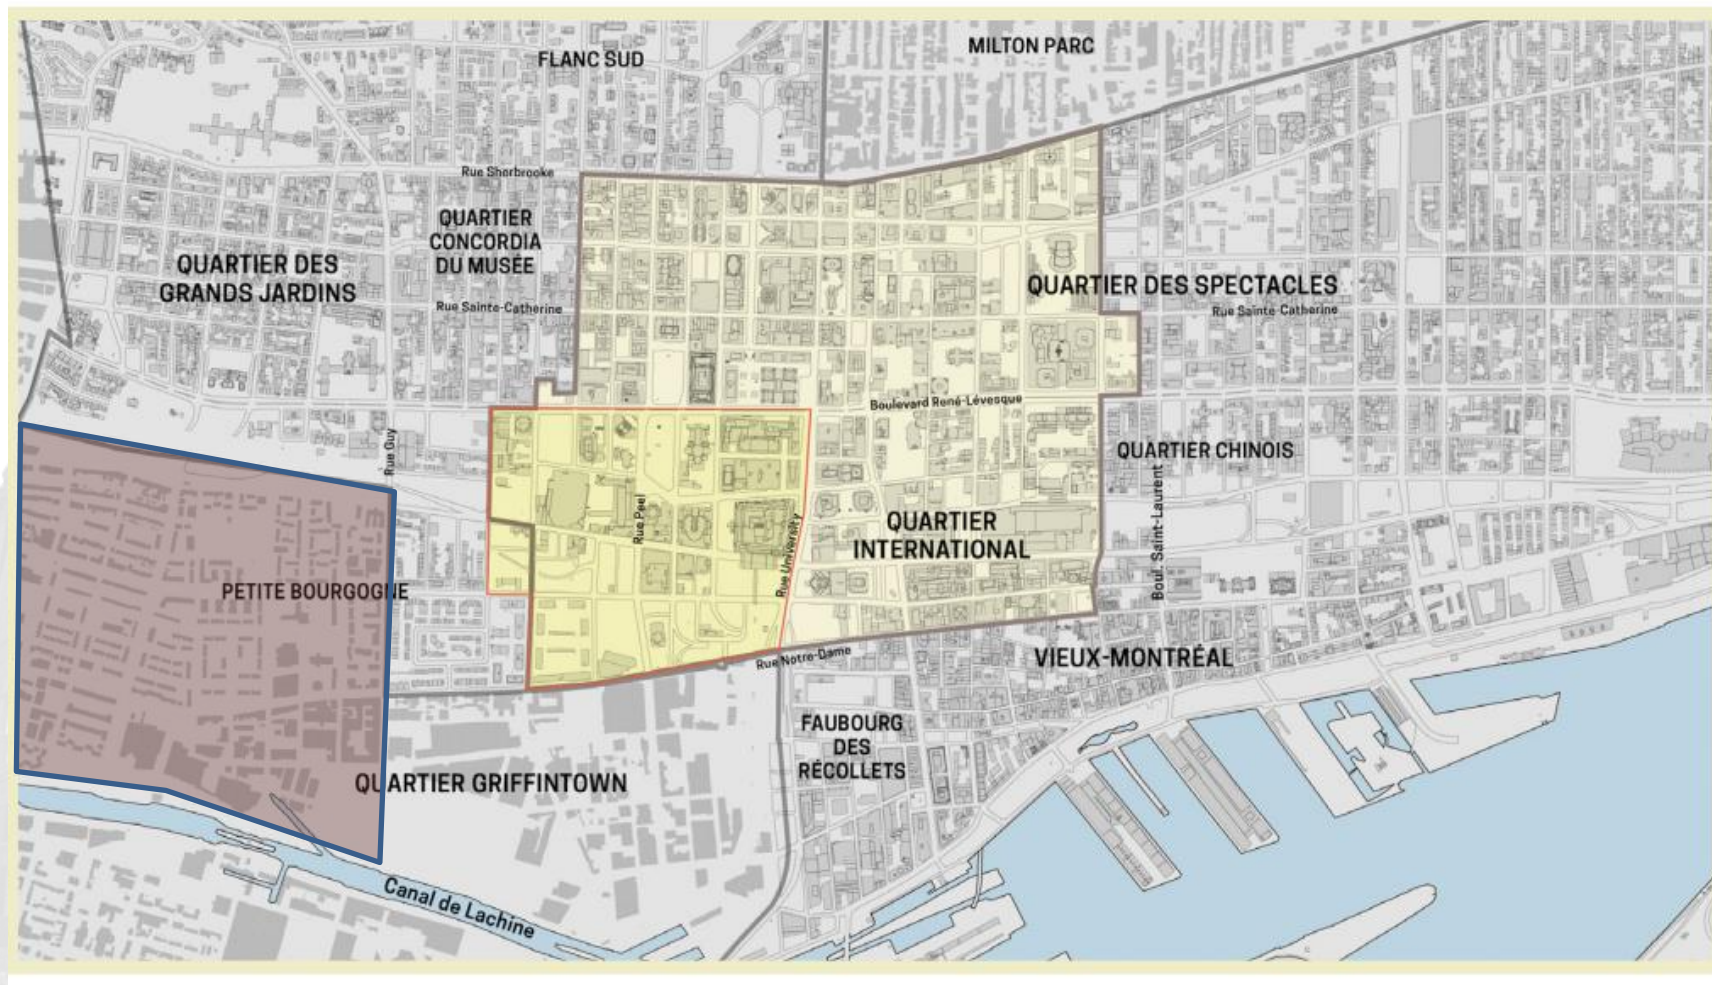 FLANC SUD
MILTON PARC
Rue Sherbrooke
QUARTIER
CONCORDIA
DU MUSÉE
QUARTIER DES
GRANDS JARDINS
QUARTIER DES SPECTACLES
Rue Sainte-Catherine
Rue Sainte-Catherine
Boulevard René-Lévesque
Rue Guy
QUARTIER CHINOIS
Rue Peel
QUARTIER
INTERNATIONAL
Rue University
Boul. Saint-Laurent
PETITE BOURGOGNE
Rue Notre-Dame
VIEUX-MONTRÉAL
FAUBOURG
DES
RÉCOLLETS
QUARTIER GRIFFINTOWN
Canal de Lachine